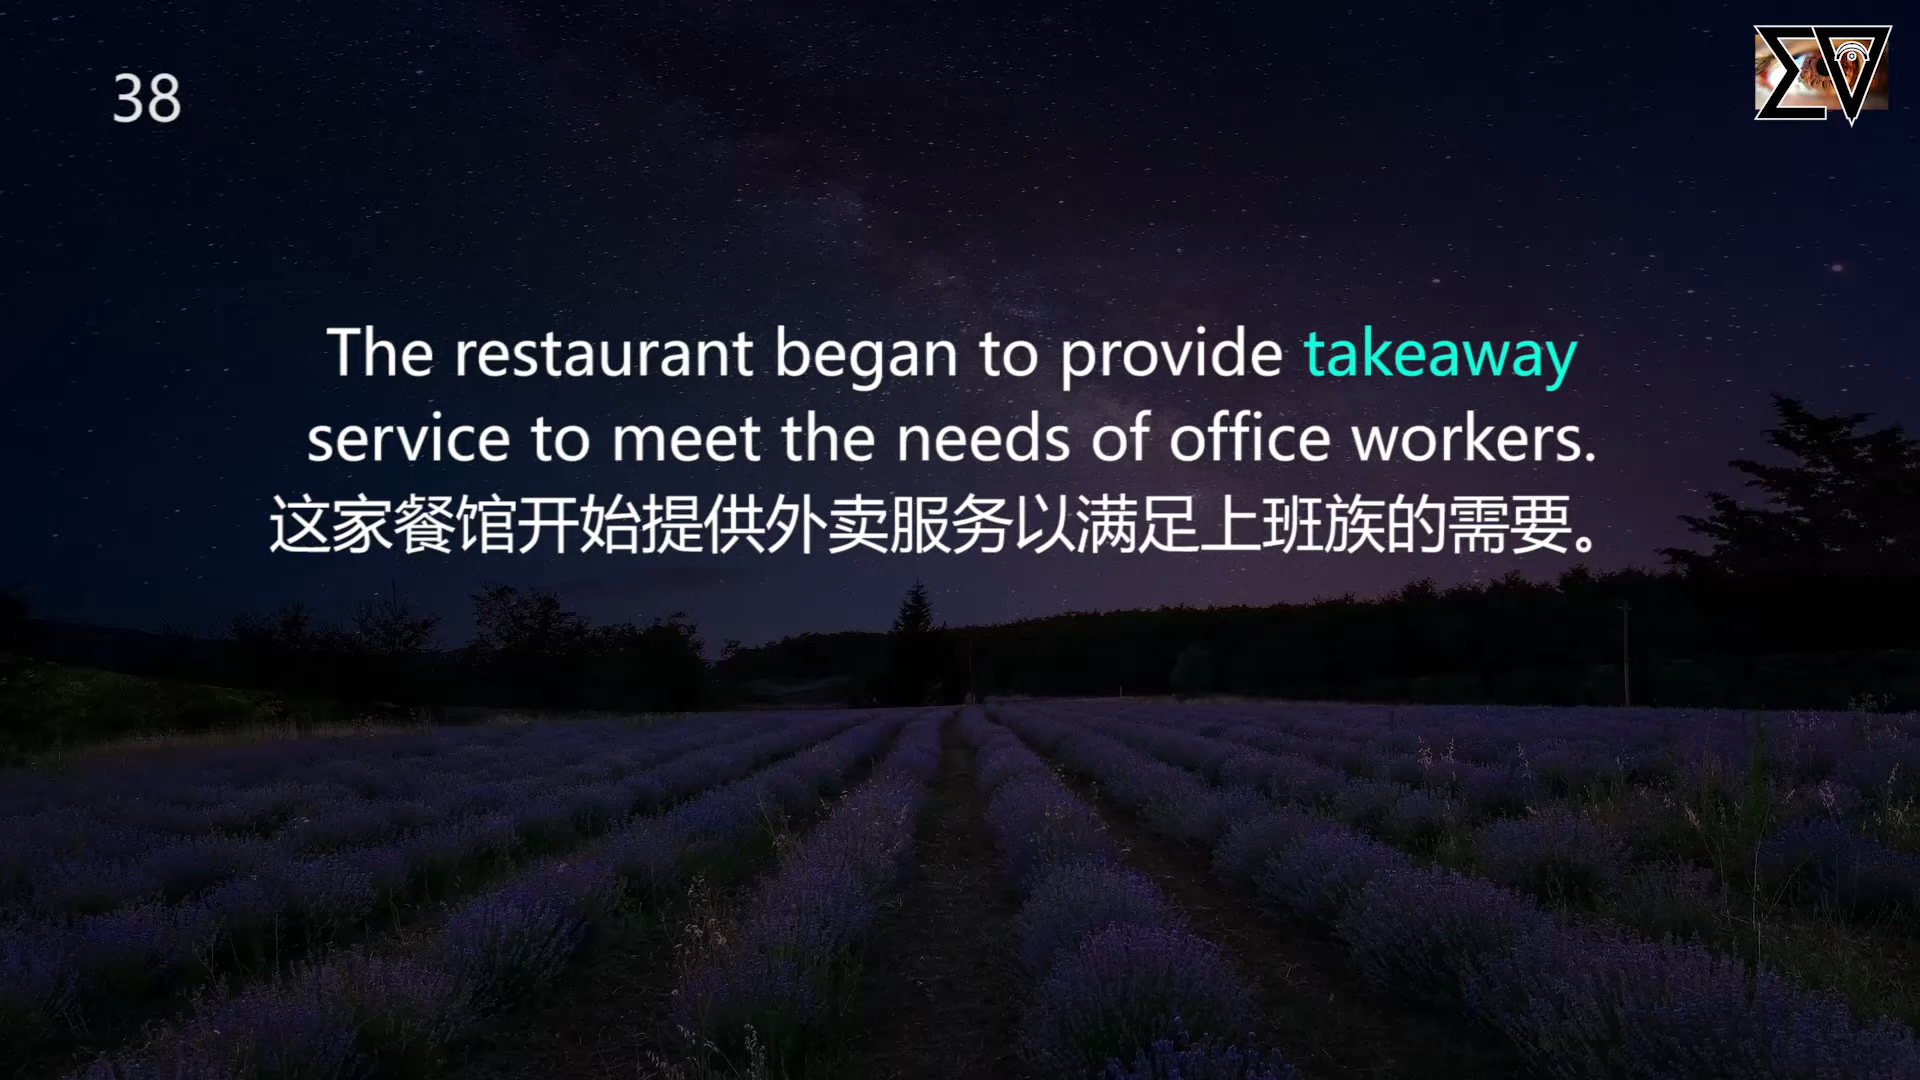 38
The restaurant began to provide takeaway
service to meet the needs of office workers.
这家餐馆开始提供外卖服务以满足上班族的需要。